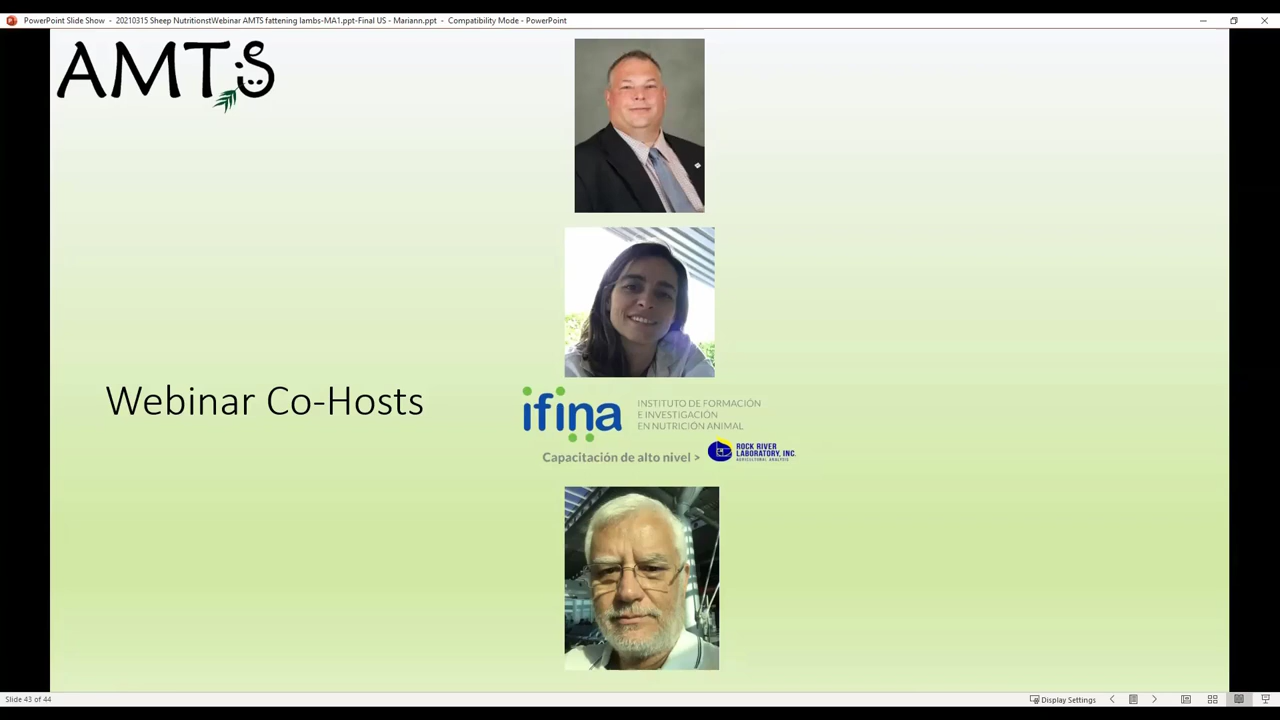 PowerPoint Slide Show - 20210315 Sheep NutritionstWebinar AMTS fattening lambs-MA1.ppt-Final US - Mariann.ppt - Compatibility Mode - PowerPoint
AMTS
Webinar Co-Hosts
ifina
INSTITUTO DE FORMACIÓN
E INVESTIGACIÓN
EN NUTRICIÓN ANIMAL
Capacitación de alto nivel >
ROCK RIVER
LABORATORY, INC.
AGRICULTURAL ANALYSIS
Slide 43 of 44
Display Settings